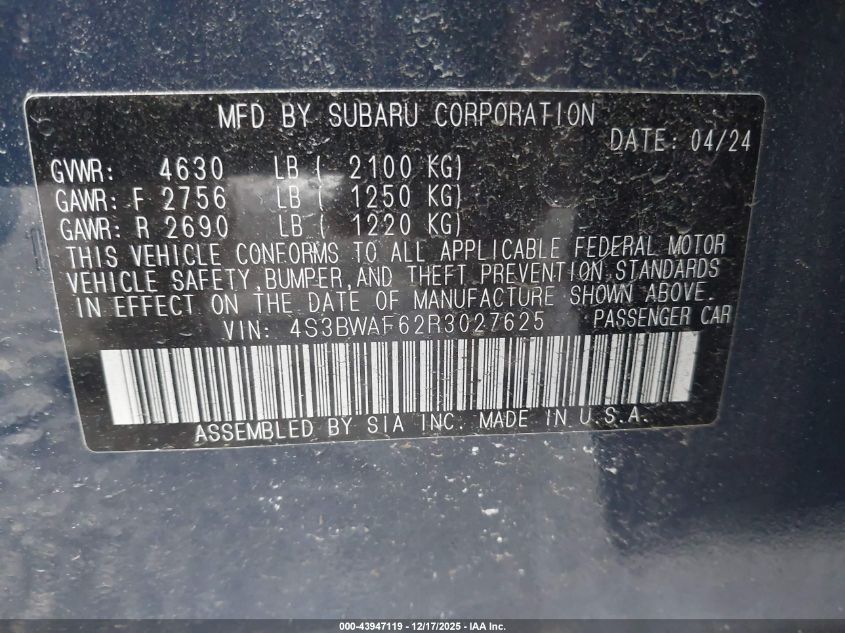 MFD BY SUBARU CORPORATION
DATE: 04/24
GVWR: 4630 LB ( 2100 KG)
GAWR: F 2756 LB ( 1250 KG)
GAWR: R 2690 LB ( 1220 KG)
THIS VEHICLE CONFORMS TO ALL APPLICABLE FEDERAL MOTOR
VEHICLE SAFETY,BUMPER,AND THEFT PREVENTION STANDARDS
IN EFFECT ON THE DATE OF MANUFACTURE SHOWN ABOVE.
VIN: 4S3BWAF62R3027625 PASSENGER CAR
ASSEMBLED BY SIA INC. MADE IN U.S.A.
000-43947119 - 12/17/2025 - IAA Inc.